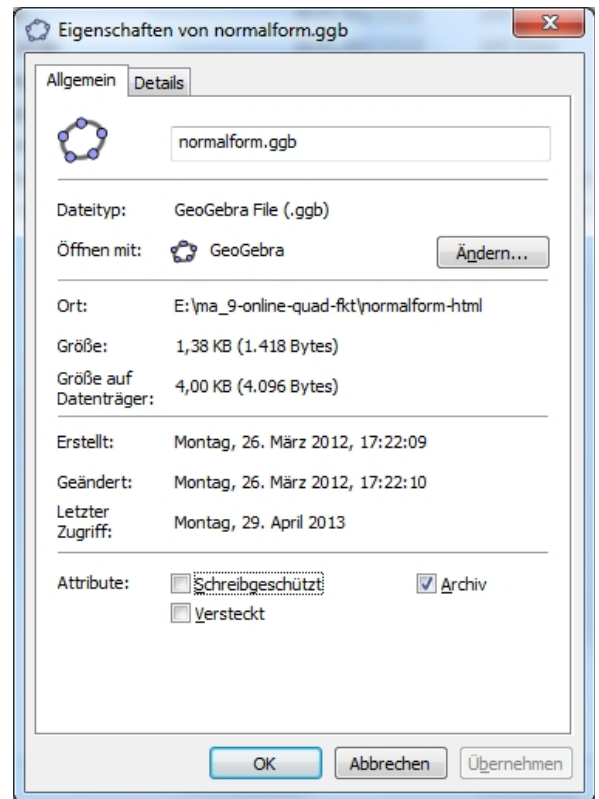 Eigenschaften von normalform.ggb
Allgemein Details
normalform.ggb
Dateityp: GeoGebra File (.ggb)
Öffnen mit: GeoGebra Ändern...
Ort: E:\ma_9-online-quad-fkt\normalform-html
Größe: 1,38 KB (1.418 Bytes)
Größe auf
Datenträger: 4,00 KB (4.096 Bytes)
Erstellt: Montag, 26. März 2012, 17:22:09
Geändert: Montag, 26. März 2012, 17:22:10
Letzter
Zugriff: Montag, 29. April 2013
Attribute: Schreibgeschützt Archiv
Versteckt
OK Abbrechen Übernehmen